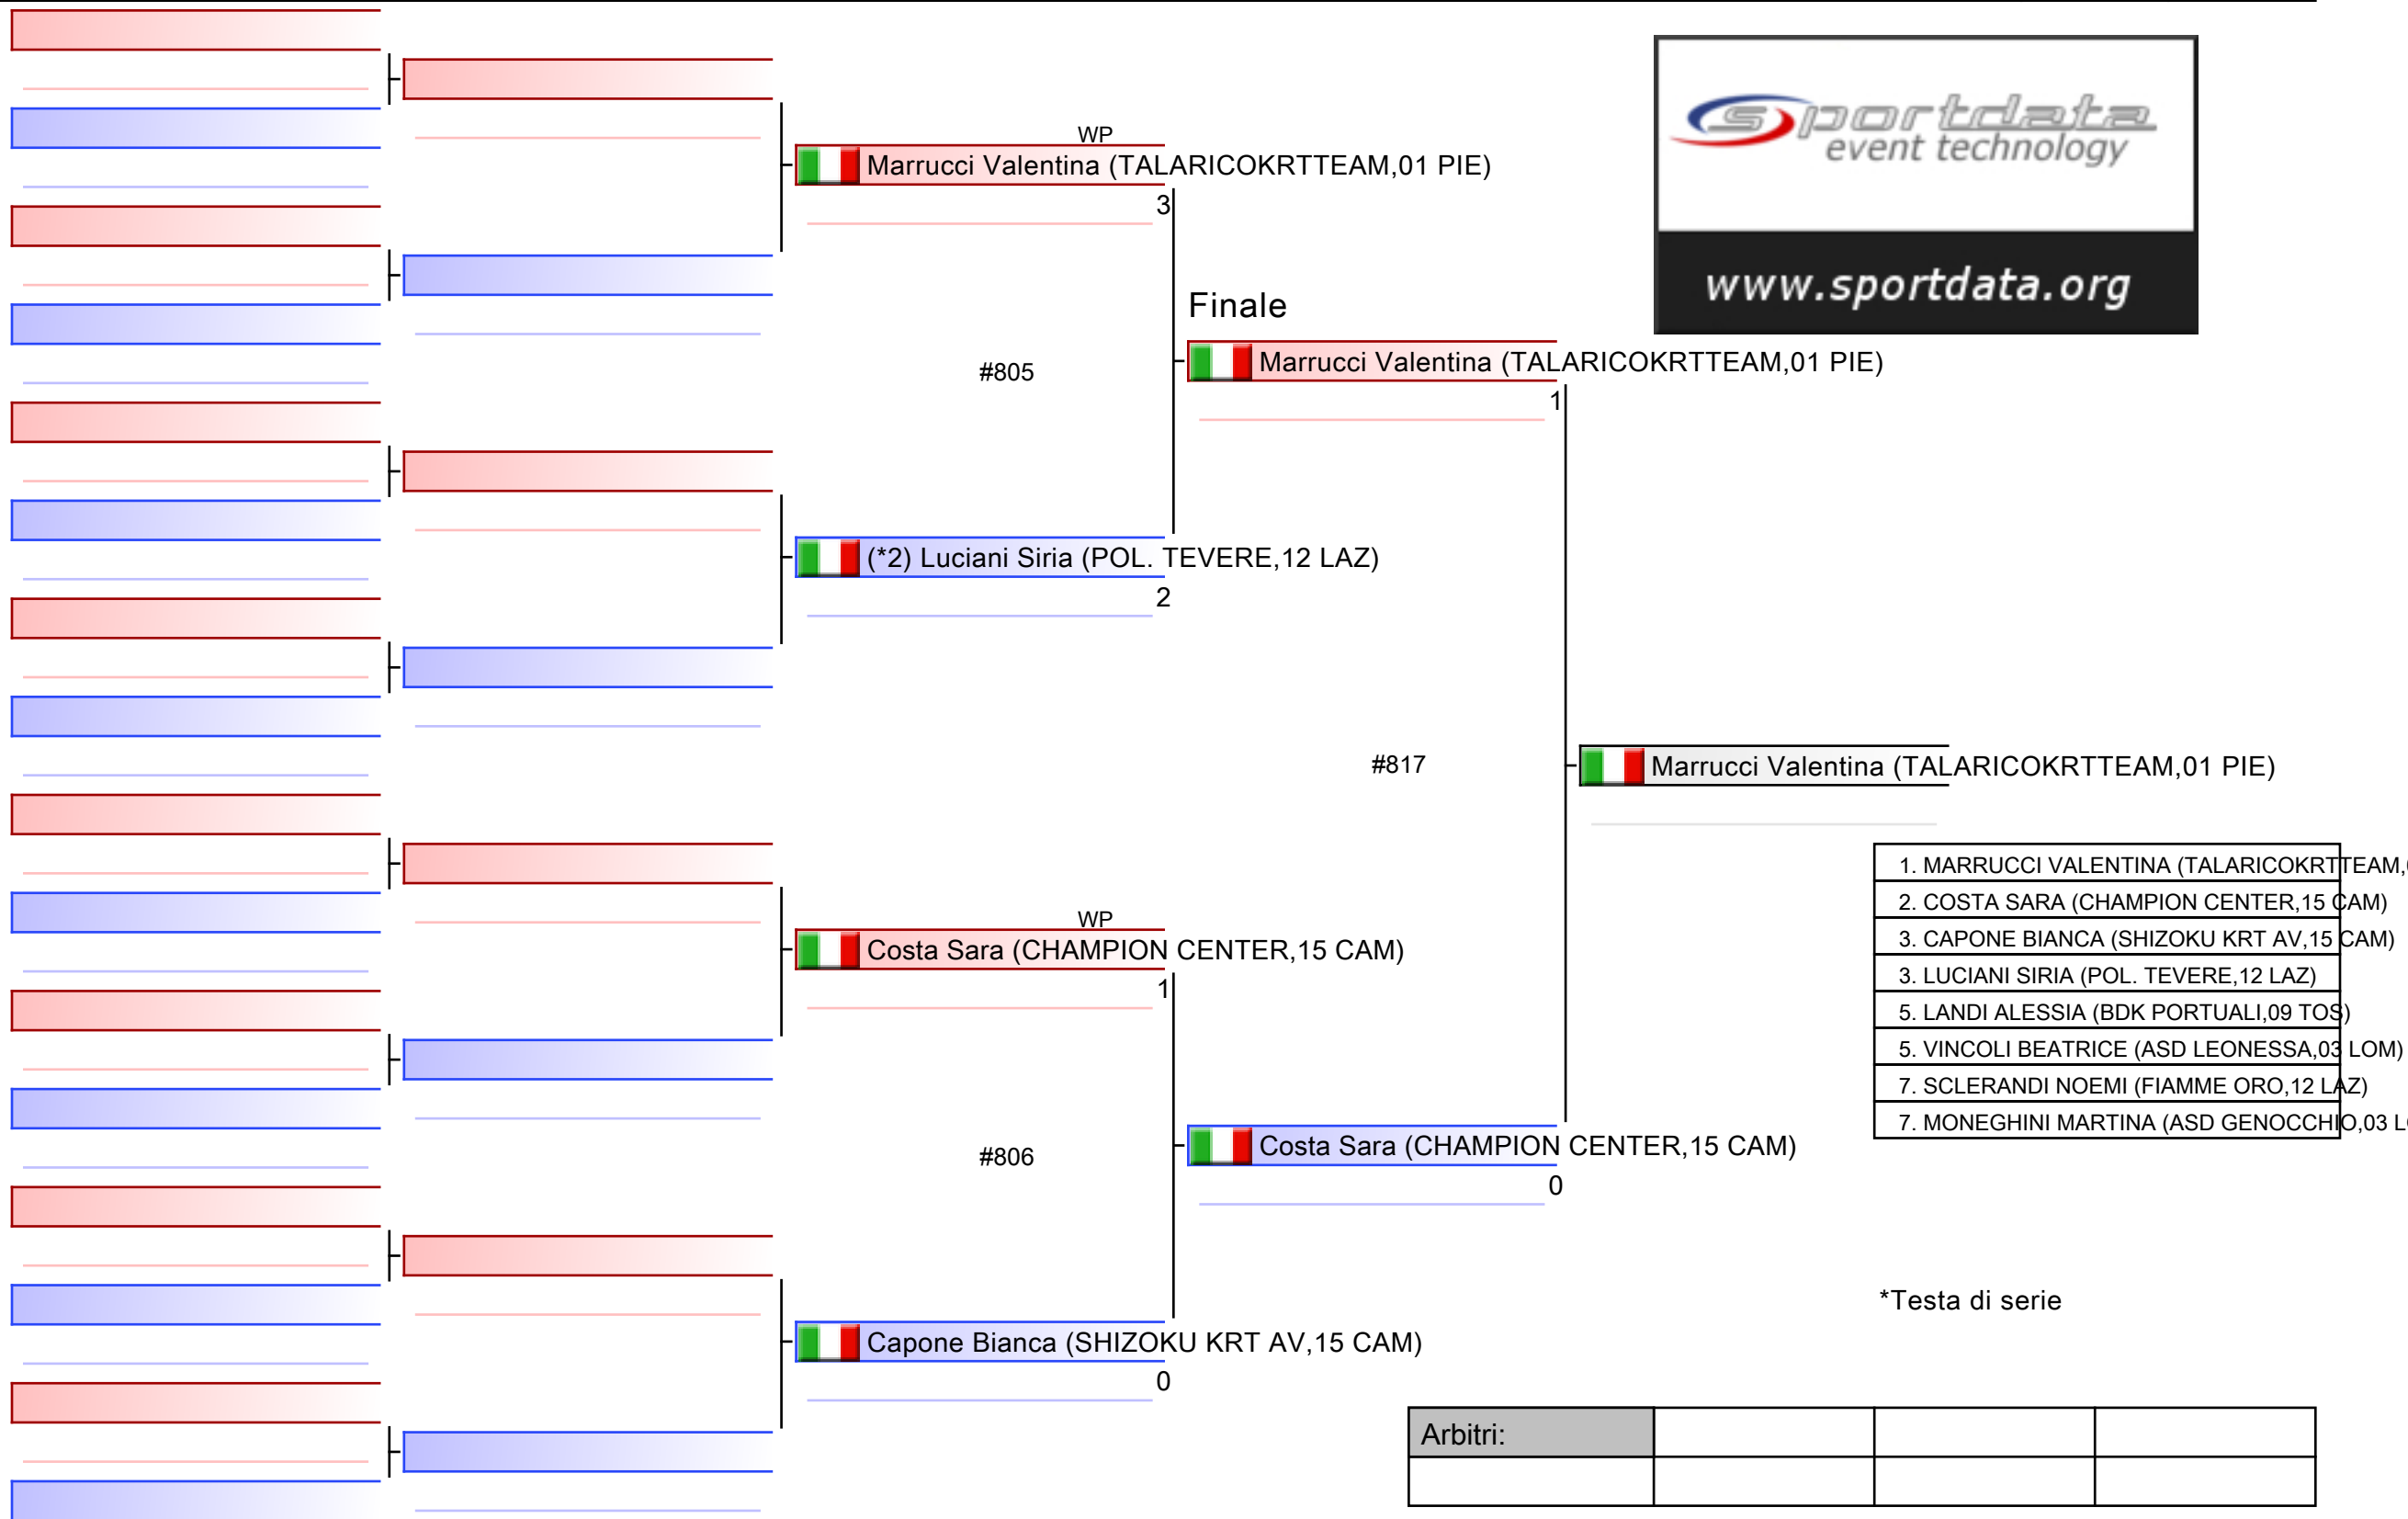 sportdata
event technology
www.sportdata.org
WP
Marrucci Valentina (TALARICOKRTTEAM,01 PIE)
3
Finale
#805
Marrucci Valentina (TALARICOKRTTEAM,01 PIE)
1
(*2) Luciani Siria (POL. TEVERE,12 LAZ)
2
#817
Marrucci Valentina (TALARICOKRTTEAM,01 PIE)
WP
Costa Sara (CHAMPION CENTER,15 CAM)
1
#806
Costa Sara (CHAMPION CENTER,15 CAM)
0
Capone Bianca (SHIZOKU KRT AV,15 CAM)
0
1. MARRUCCI VALENTINA (TALARICOKRTTEAM,
2. COSTA SARA (CHAMPION CENTER,15 CAM)
3. CAPONE BIANCA (SHIZOKU KRT AV,15 CAM)
3. LUCIANI SIRIA (POL. TEVERE,12 LAZ)
5. LANDI ALESSIA (BDK PORTUALI,09 TOS)
5. VINCOLI BEATRICE (ASD LEONESSA,03 LOM)
7. SCLERANDI NOEMI (FIAMME ORO,12 LAZ)
7. MONEGHINI MARTINA (ASD GENOCCHIO,03 L
*Testa di serie
Arbitri: